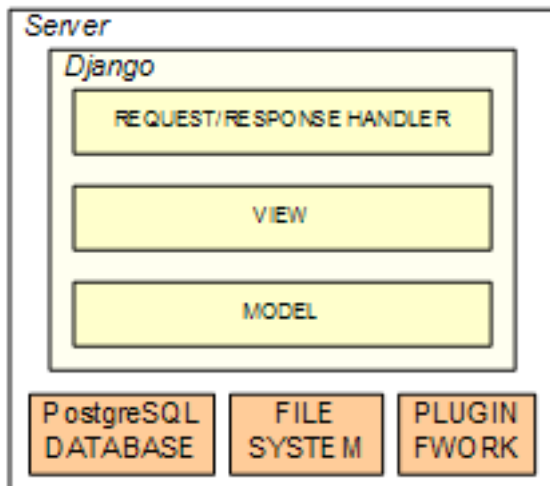 Server
Django
REQUEST/RESPONSE HANDLER
VIEW
MODEL
PostgreSQL
DATABASE
FILE
SYSTEM
PLUGIN
FWORK